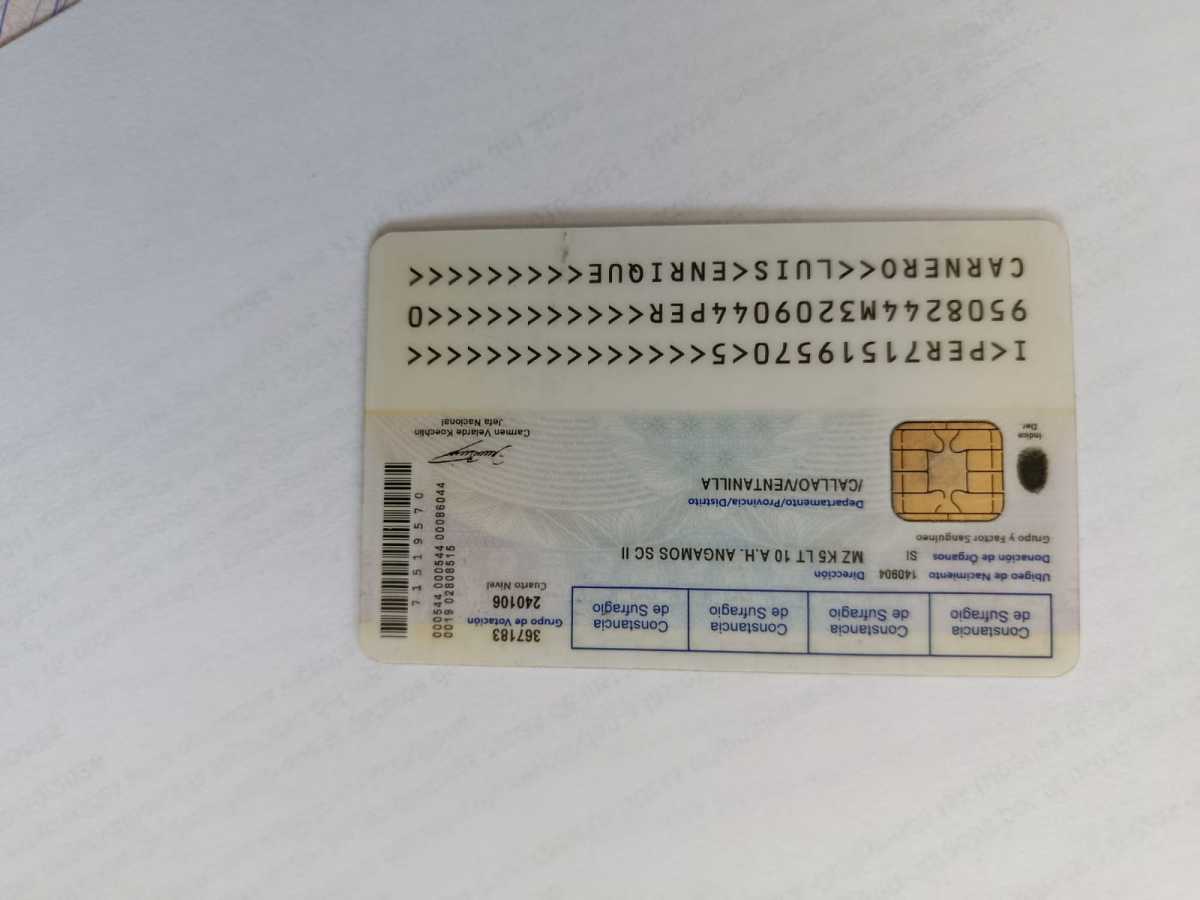 Constancia de Sufragio
Constancia de Sufragio
Constancia de Sufragio
Constancia de Sufragio
367183
Grupo de Votación
240106
Cuarto Nivel
Ubigeo de Nacimiento 140904
Donación de Órganos SI
Grupo y Factor Sanguíneo
Dirección
MZ K5 LT 10 A.H. ANGAMOS SC II
Departamento/Provincia/Distrito
/CALLAO/VENTANILLA
Indice
Der
0019 02808515
000544 000544 00086044
71519570
Carmen Velarde Koechlin
Jefa Nacional
I<PER71519570<5<<<<<<<<<<<<<<<
9508244M3209044PER<<<<<<<<<<<0
CARNERO<<LUIS<ENRIQUE<<<<<<<<<